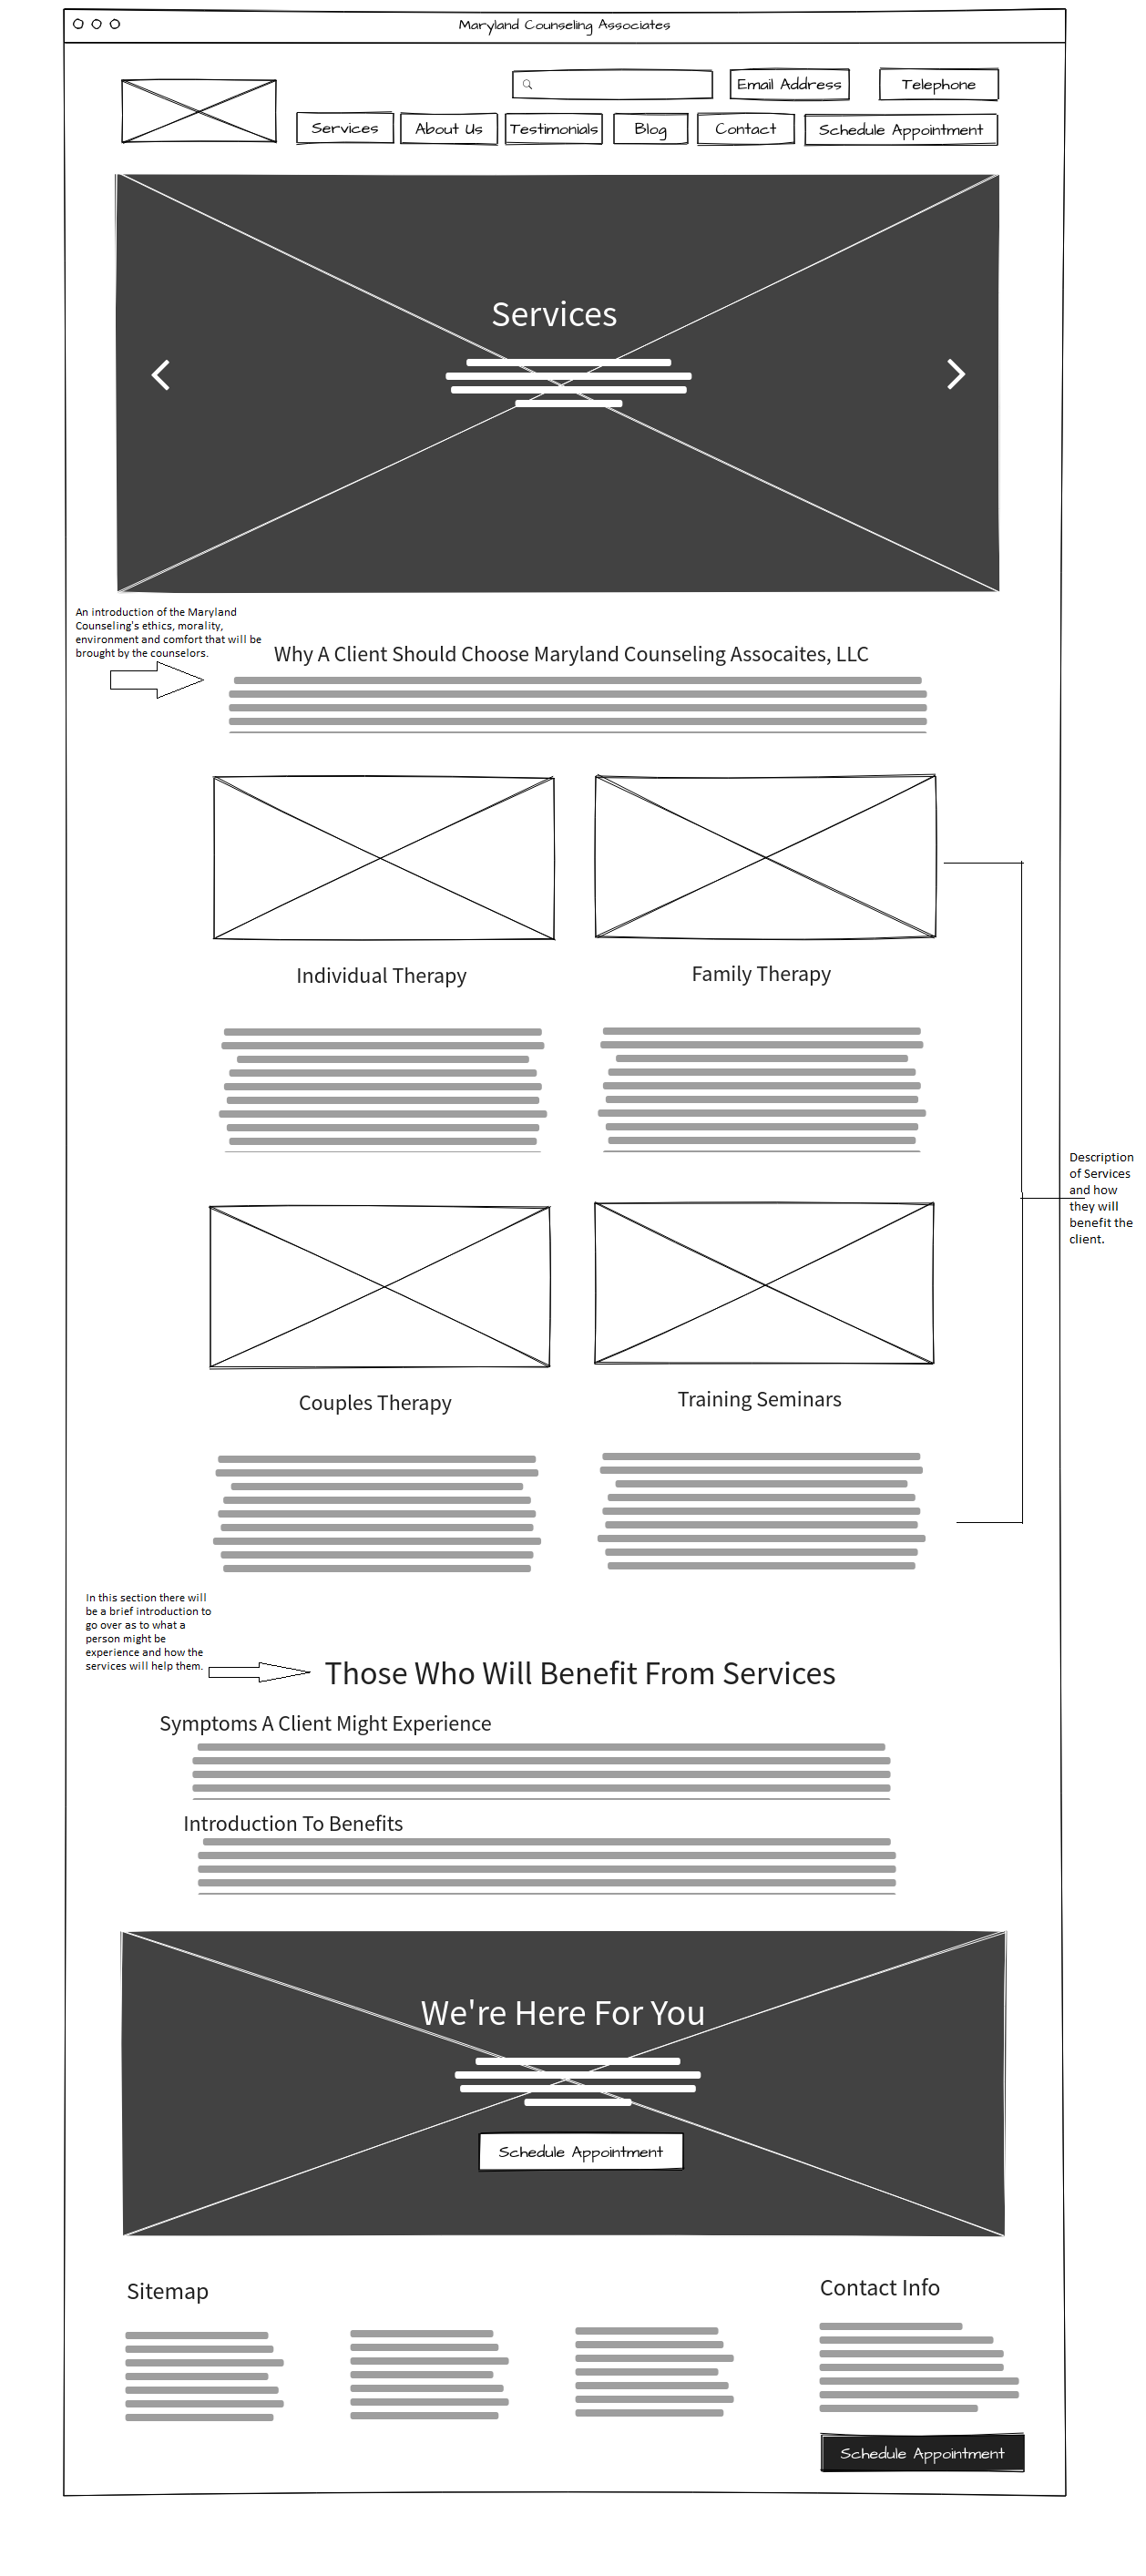 Maryland Counseling Associates
Email Address
Telephone
Services
About Us
Testimonials
Blog
Contact
Schedule Appointment
Services
An introduction of the Maryland
Counseling's ethics, morality,
environment and comfort that will be
brought by the counselors.
Why A Client Should Choose Maryland Counseling Assocaites, LLC
Individual Therapy
Family Therapy
Description
of Services
and how
they will
benefit the
client.
Couples Therapy
Training Seminars
In this section there will
be a brief introduction to
go over as to what a
person might be
experience and how the
services will help them.
Those Who Will Benefit From Services
Symptoms A Client Might Experience
Introduction To Benefits
We're Here For You
Schedule Appointment
Sitemap
Contact Info
Schedule Appointment